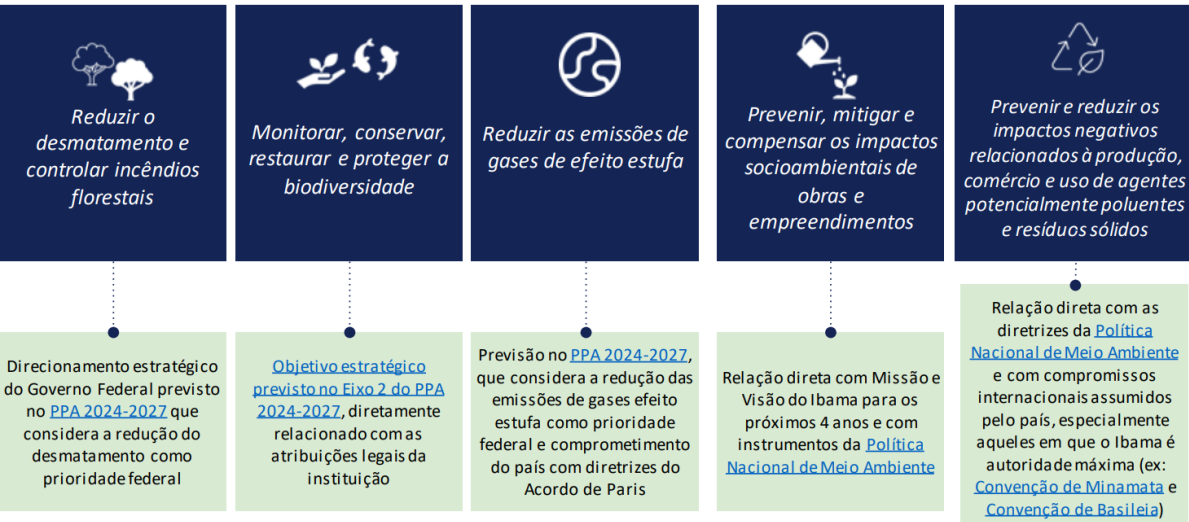 Reduzir o
desmatamento e
controlar incêndios
florestais
Monitorar, conservar,
restaurar e proteger a
biodiversidade
Reduzir as emissões de
gases de efeito estufa
Prevenir, mitigar e
compensar os impactos
socioambientais de
obras e
empreendimentos
Prevenir e reduzir os
impactos negativos
relacionados à produção,
comércio e uso de agentes
potencialmente poluentes
e resíduos sólidos
Direcionamento estratégico
do Governo Federal previsto
no PPA 2024-2027 que
considera a redução do
desmatamento como
prioridade federal
Objetivo estratégico
previsto no Eixo 2 do PPA
2024-2027, diretamente
relacionado com as
atribuições legais da
instituição
Previsão no PPA 2024-2027,
que considera a redução das
emissões de gases efeito
estufa como prioridade
federal e comprometimento
do país com diretrizes do
Acordo de Paris
Relação direta com Missão e
Visão do Ibama para os
próximos 4 anos e com
instrumentos da Política
Nacional de Meio Ambiente
Relação direta com as
diretrizes da Política
Nacional de Meio Ambiente
e com compromissos
internacionais assumidos
pelo país, especialmente
aqueles em que o Ibama é
autoridade máxima (ex:
Convenção de Minamata e
Convenção de Basileia)